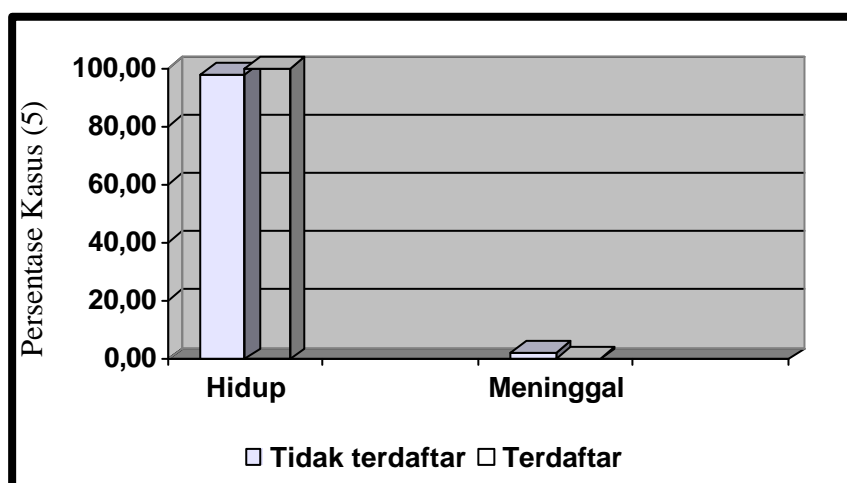 Persentase Kasus (5)
100,00
80,00
60,00
40,00
20,00
0,00
Hidup Meninggal
Tidak terdaftar Terdaftar